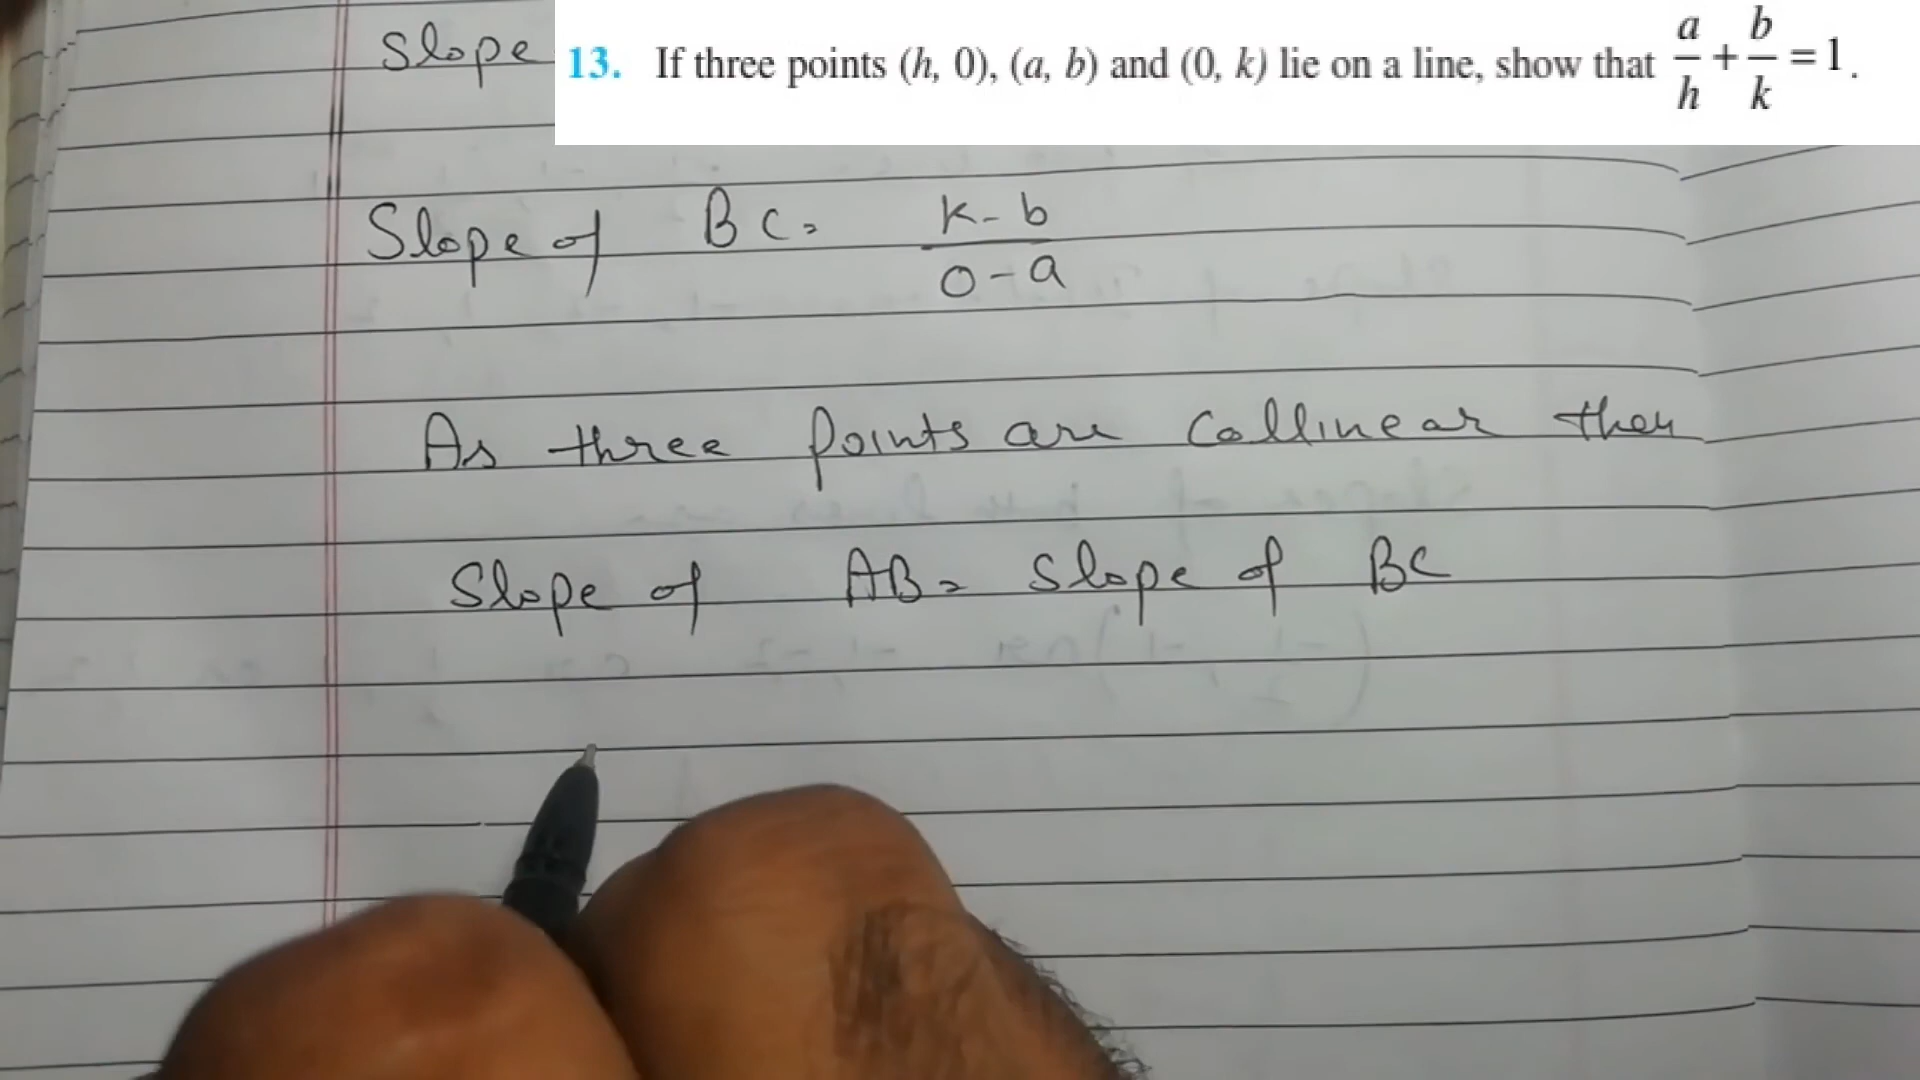 Slope
13. If three points (h, 0), (a, b) and (0, k) lie on a line, show that a/h + b/k = 1.
Slope of BC = k-b/0-a
As three points are collinear then
Slope of AB = Slope of BC